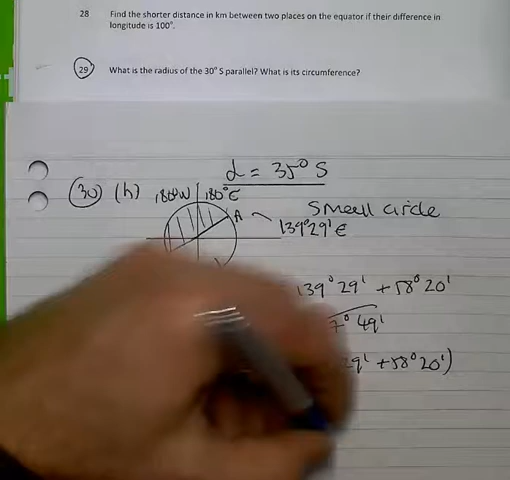 28 Find the shorter distance in km between two places on the equator if their difference in
longitude is 100°.
29 What is the radius of the 30° S parallel? What is its circumference?
d = 35° S
30 (h) 180°W 180°E
A
Small circle
139°29'E
139°29' + 58°20'
7°49'
29' + 58°20')